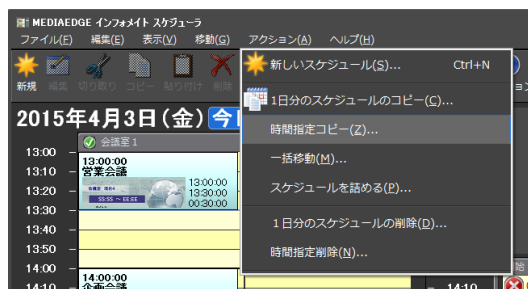 MEDIAEDGE インフォメイト スケジューラ
ファイル(F) 編集(E) 表示(V) 移動(G) アクション(A) ヘルプ(H)
新規 編集 切り取り コピー 貼り付け 削除
2015年4月3日(金) 今
新しいスケジュール(S)... Ctrl+N
1日分のスケジュールのコピー(C)...
時間指定コピー(Z)...
一括移動(M)...
スケジュールを詰める(P)...
1日分のスケジュールの削除(D)...
時間指定削除(N)...
会議室1
13:00
13:10
13:20
13:30
13:40
13:50
14:00
14:10
13:00:00
営業会議
13:00:00
13:30:00
00:30:00
14:00:00
企画会議
14:10
始